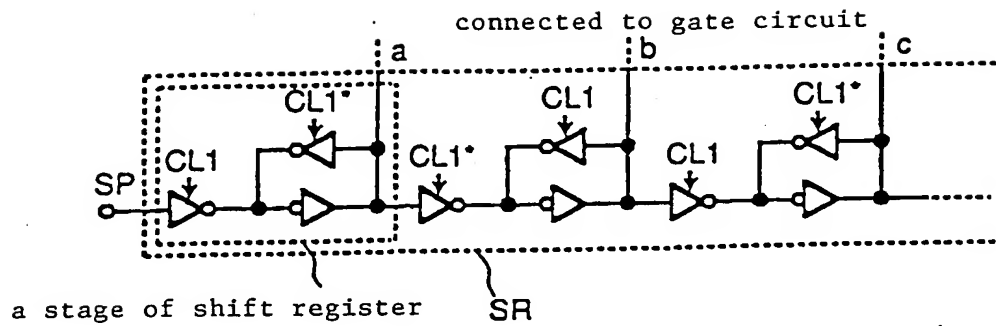 connected to gate circuit
a b c
CL1* CL1 CL1*
SP CL1 CL1* CL1
a stage of shift register SR